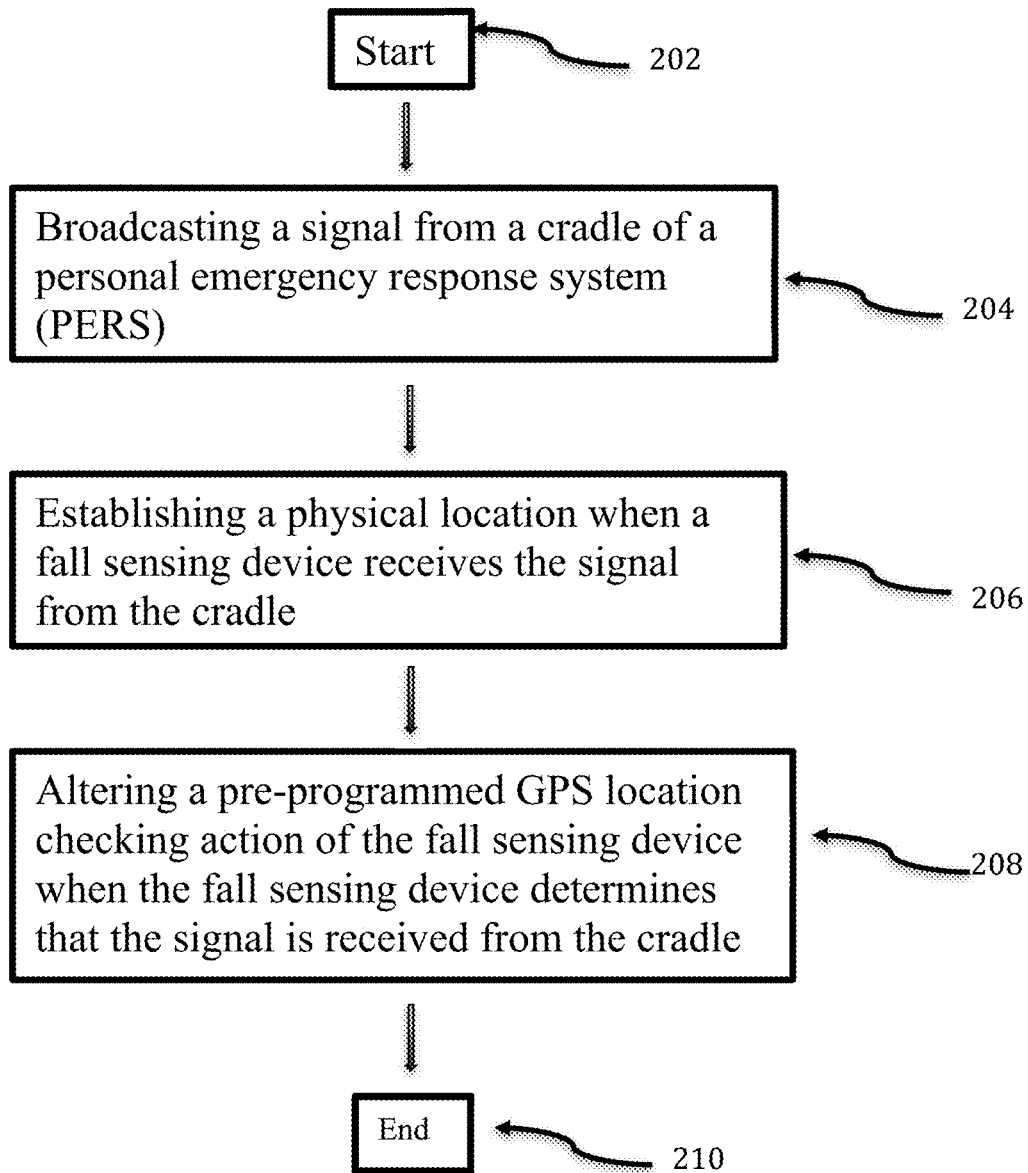 Start
202
Broadcasting a signal from a cradle of a
personal emergency response system
(PERS)
204
Establishing a physical location when a
fall sensing device receives the signal
from the cradle
206
Altering a pre-programmed GPS location
checking action of the fall sensing device
when the fall sensing device determines
that the signal is received from the cradle
208
End
210